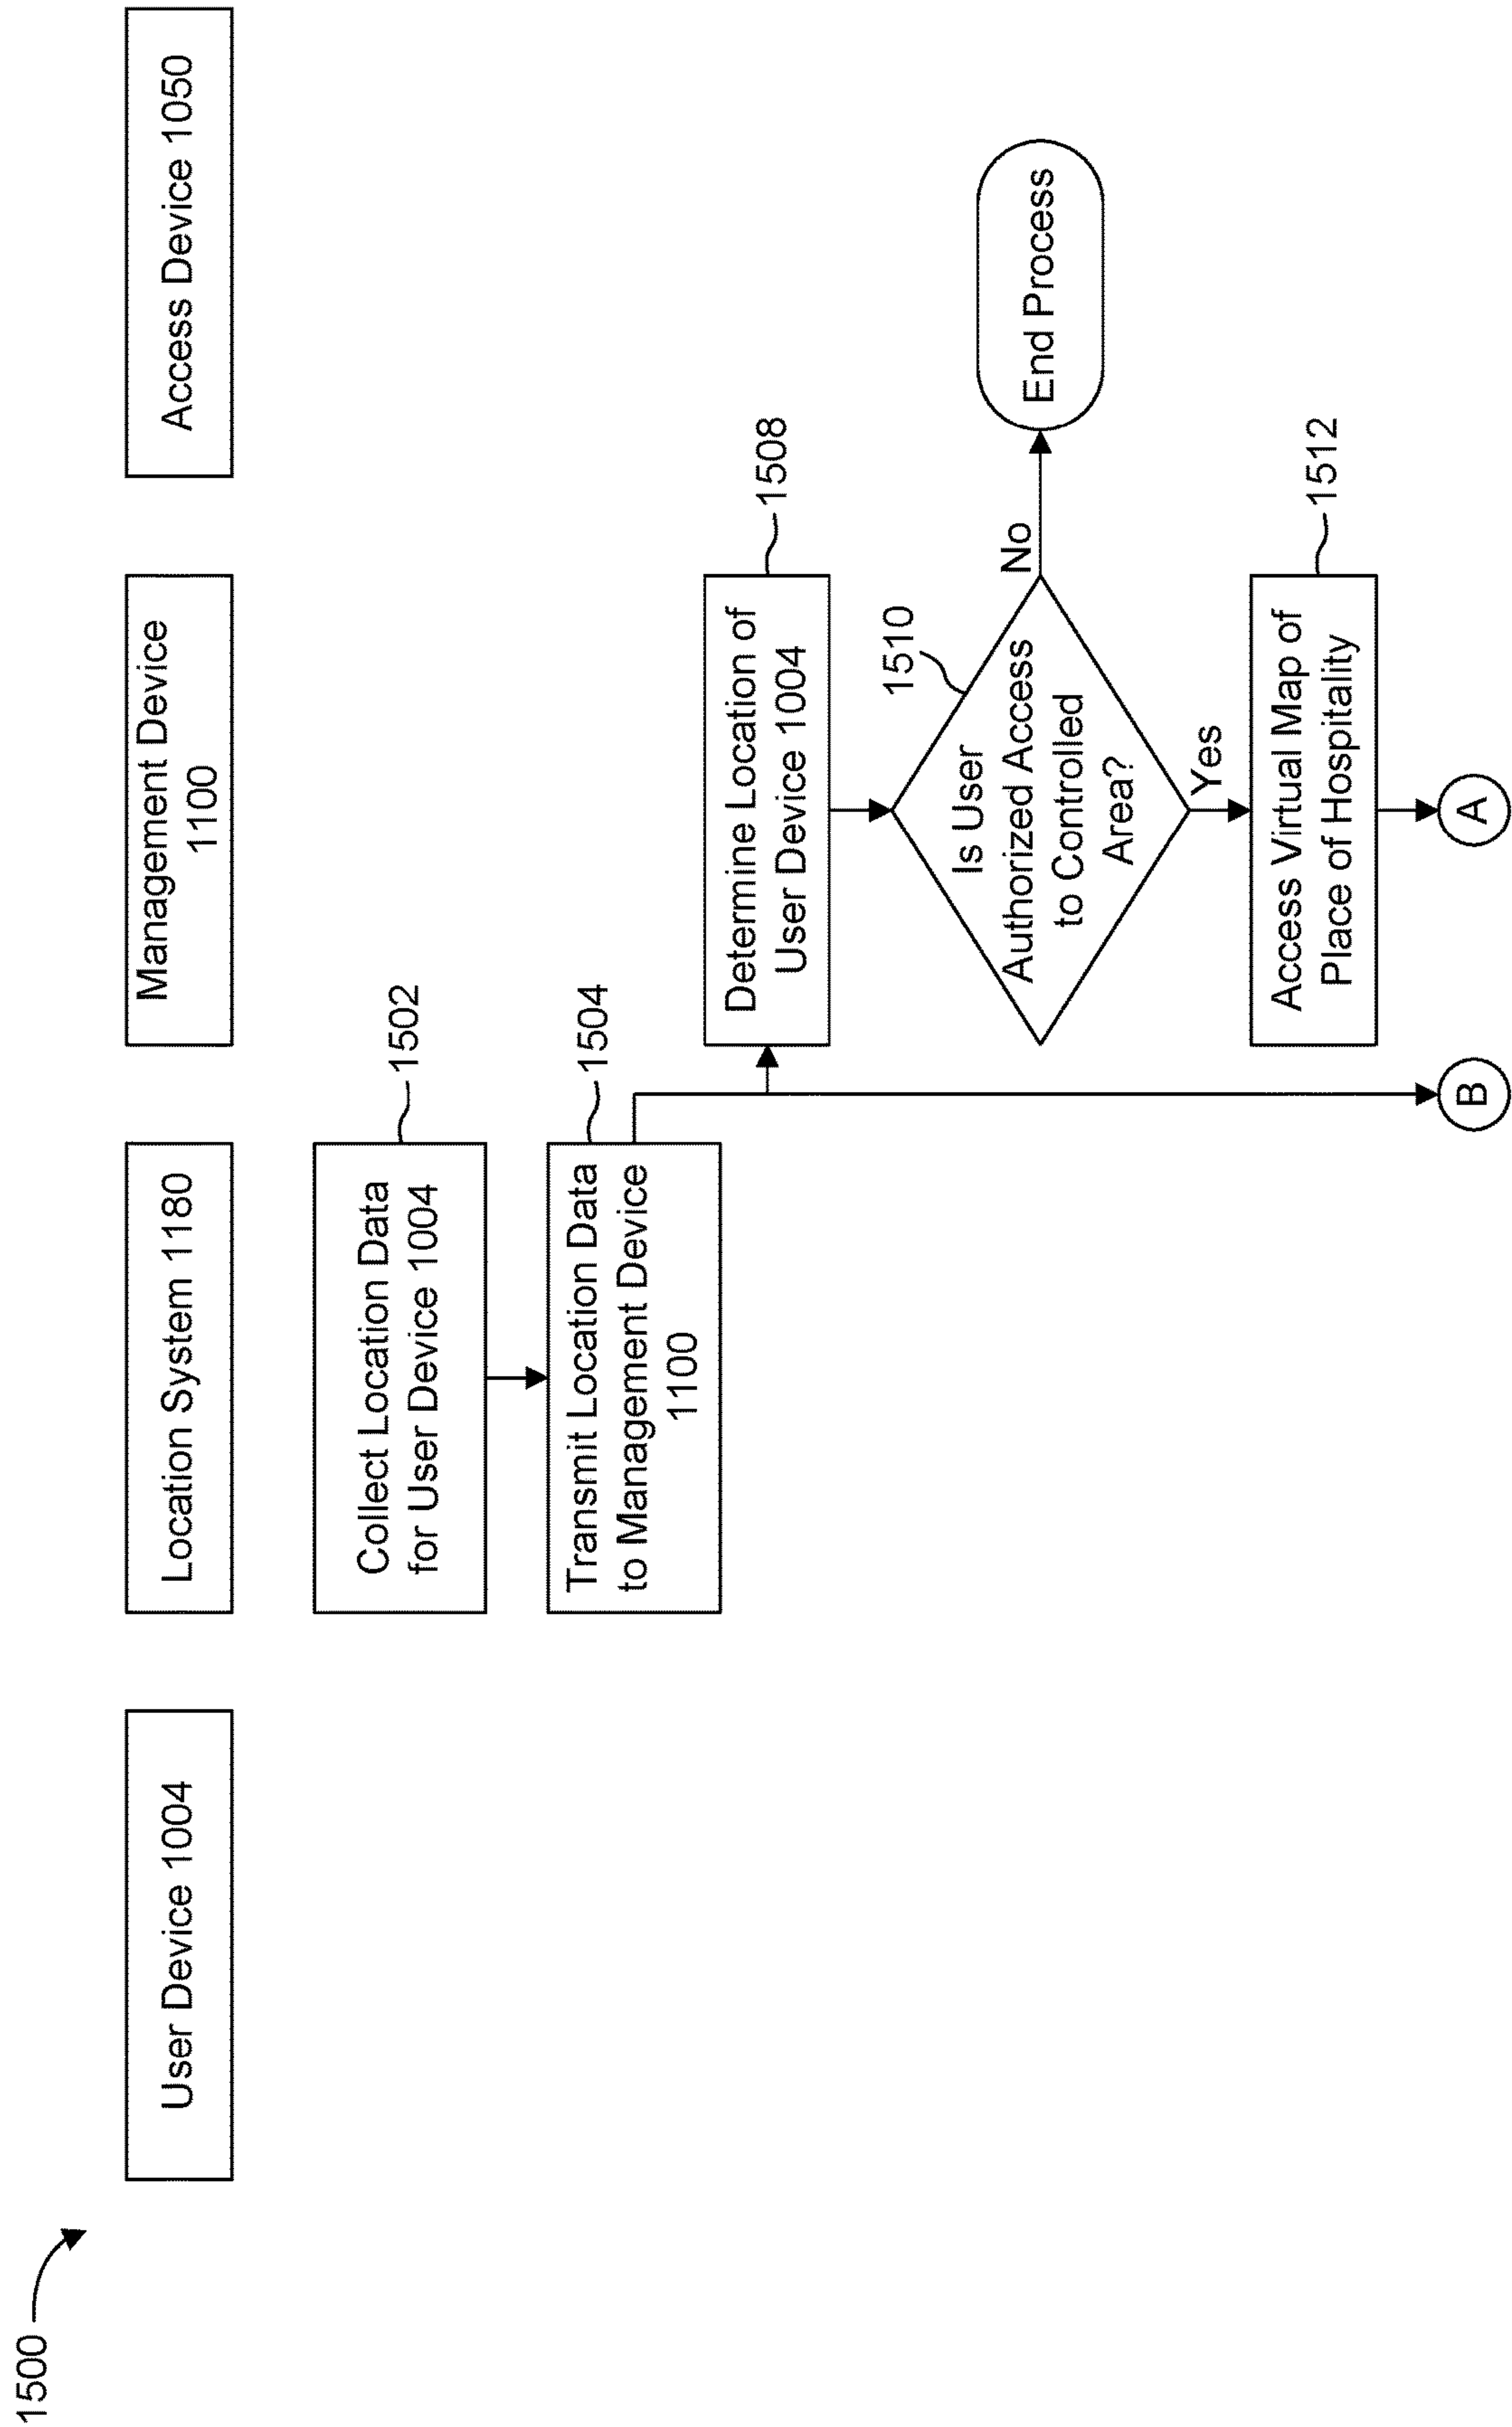 1500
User Device 1004
Location System 1180
Management Device
1100
Access Device 1050
Collect Location Data
for User Device 1004
1502
Transmit Location Data
to Management Device
1100
1504
Determine Location of
User Device 1004
1508
Is User
Authorized Access
to Controlled
Area?
1510
No
End Process
Yes
Access Virtual Map of
Place of Hospitality
1512
B
A